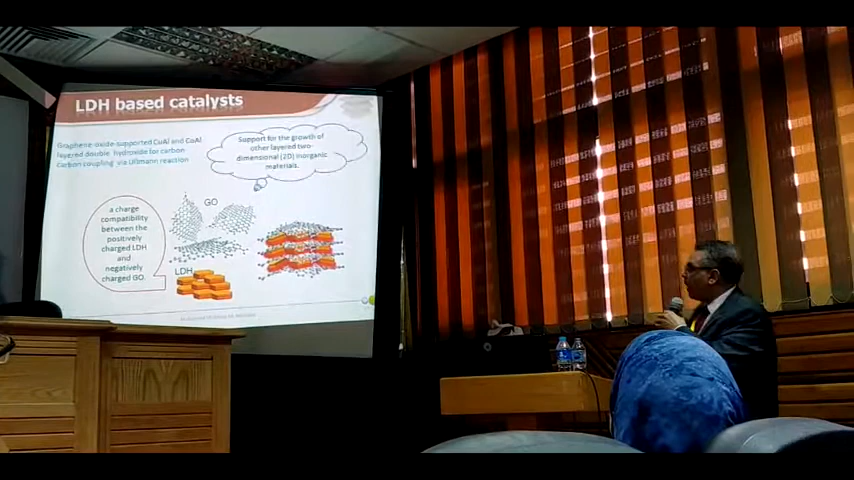 LDH based catalysts
Graphene-oxide-supported CuAl and CoAl
layered double hydroxide for carbon
Carbon coupling via Ullmann reaction
Support for the growth of
other layered two-
dimensional (2D) inorganic
materials.
a charge
compatibility
between the
positively
charged LDH
and
negatively
charged GO.
GO
LDH